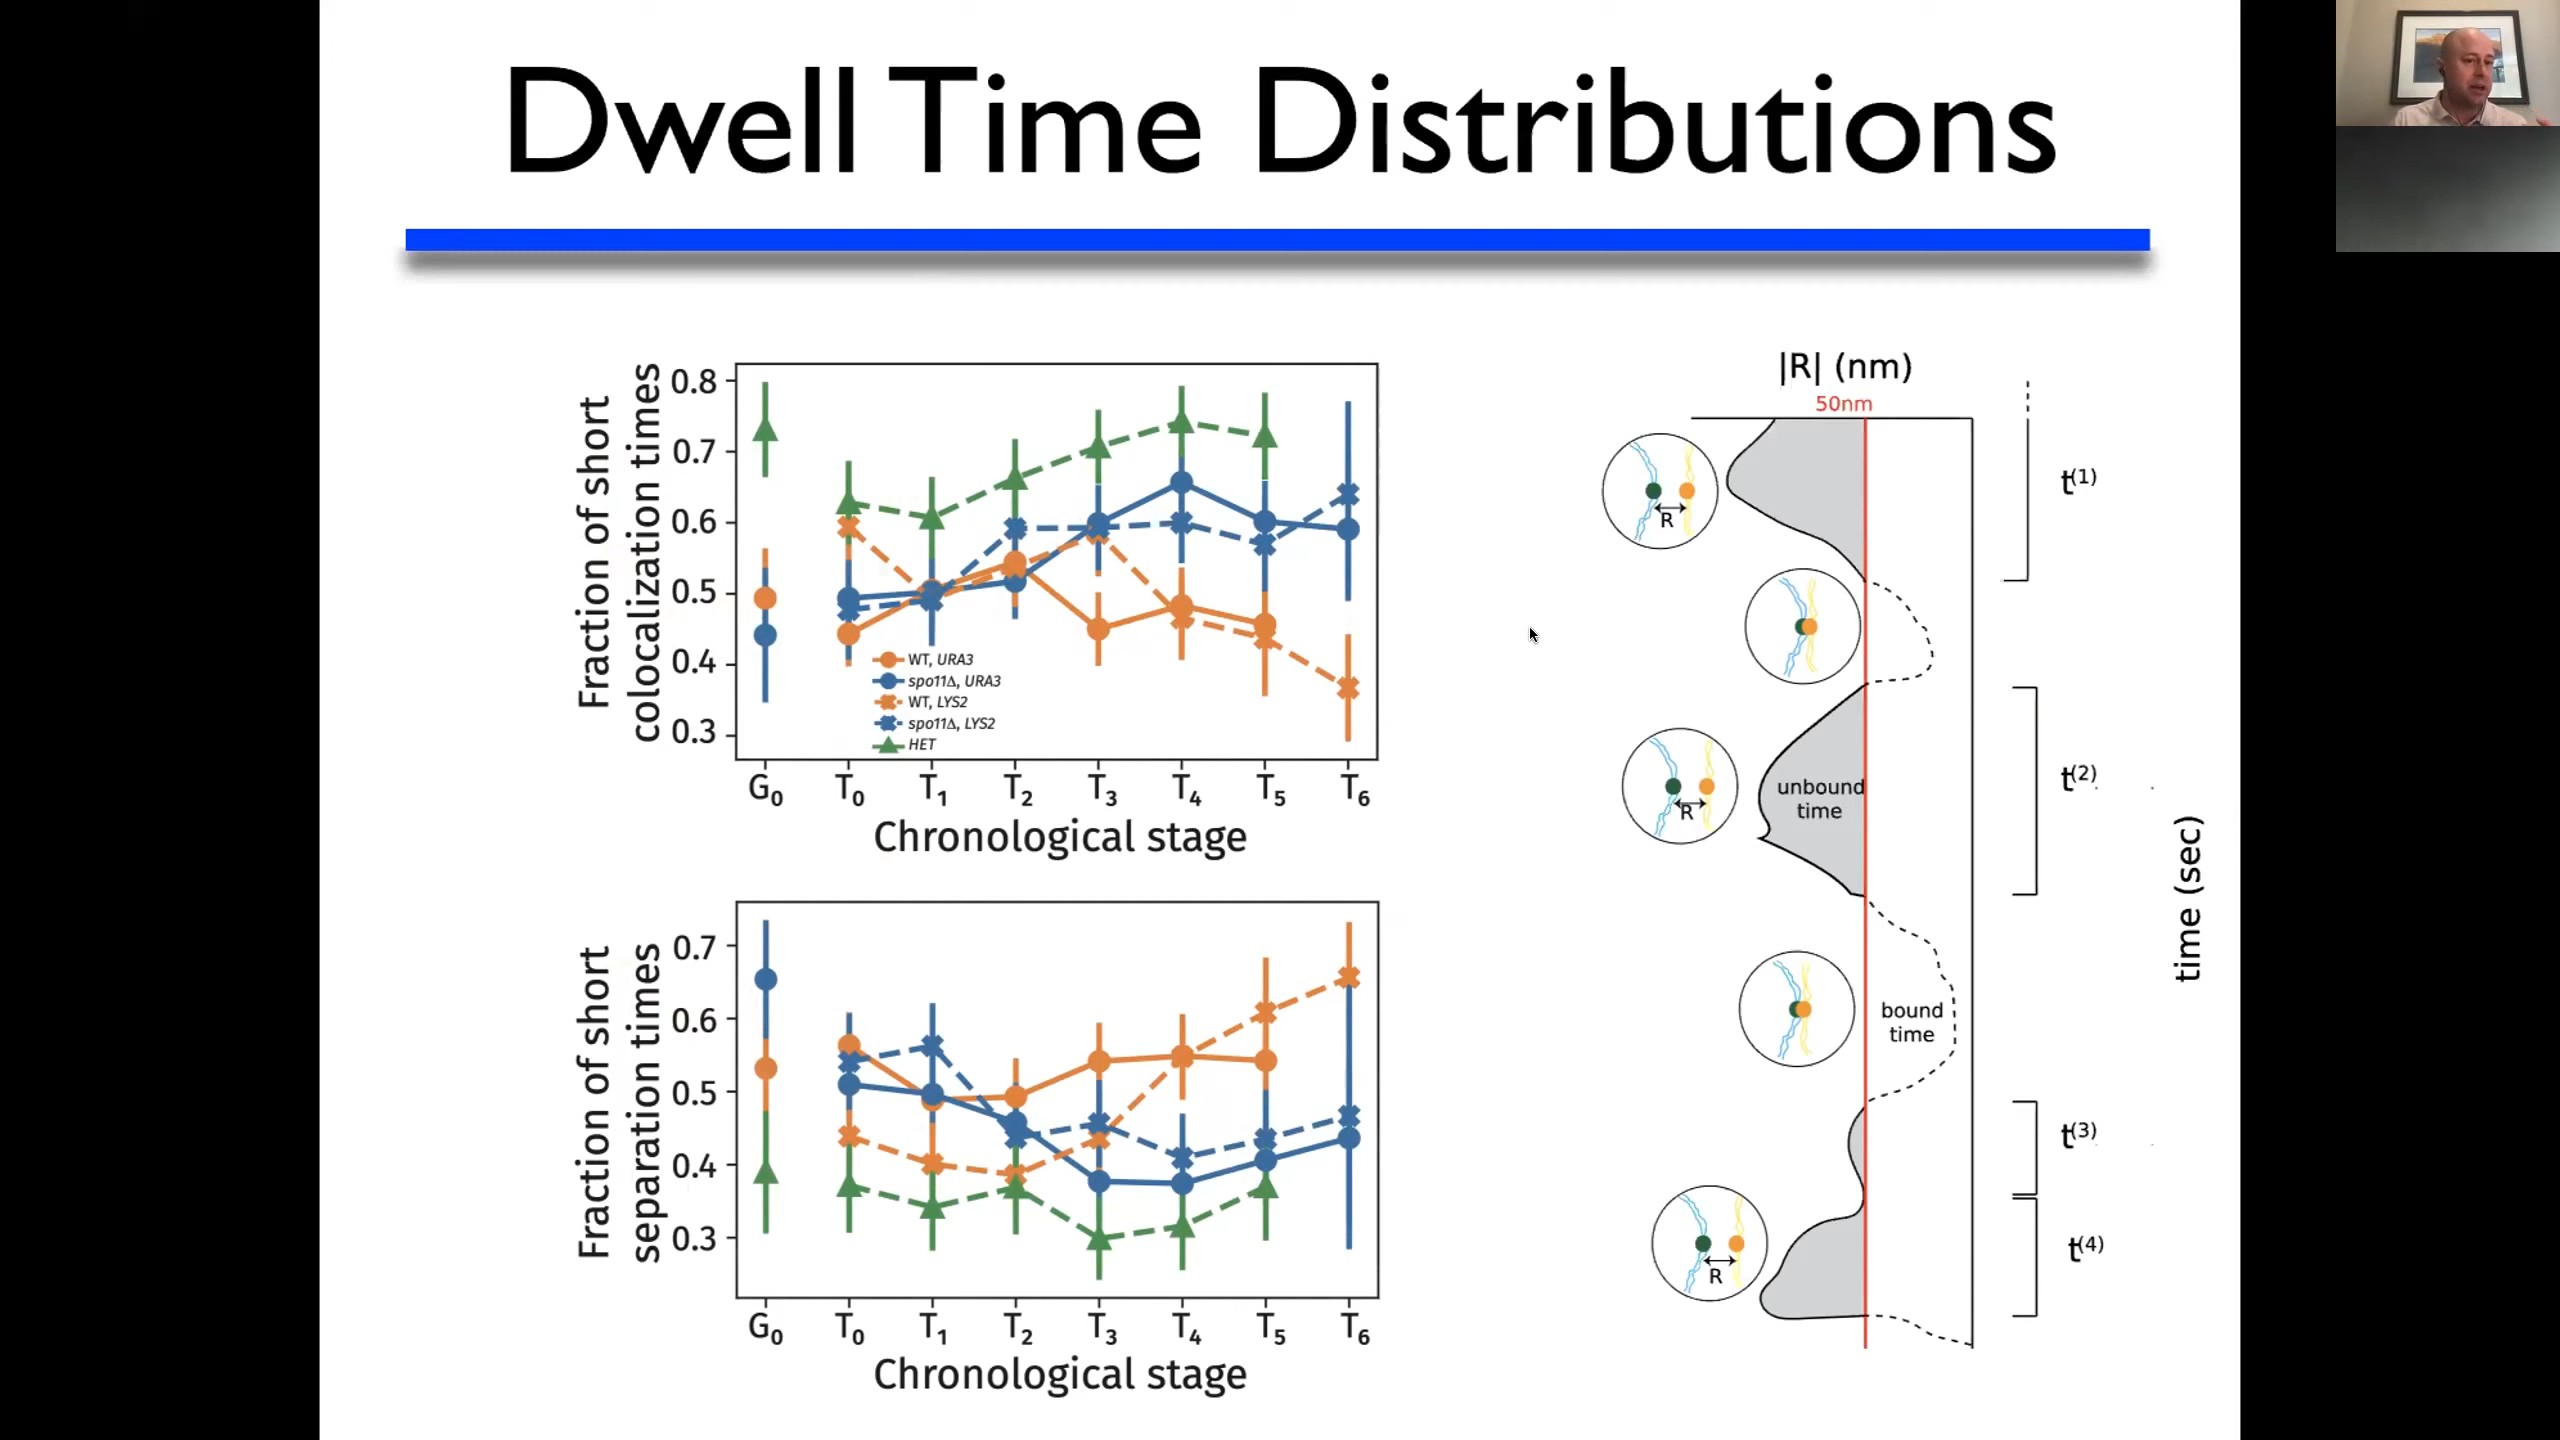 Dwell Time Distributions
Fraction of short
colocalization times
0.8
0.7
0.6
0.5
0.4
0.3
WT, URA3
spo11Δ, URA3
WT, LYS2
spo11Δ, LYS2
HET
G0 T0 T1 T2 T3 T4 T5 T6
Chronological stage
Fraction of short
separation times
0.7
0.6
0.5
0.4
0.3
G0 T0 T1 T2 T3 T4 T5 T6
Chronological stage
|R| (nm)
50nm
R
t(1)
R
unbound
time
t(2)
time (sec)
bound
time
t(3)
R
t(4)